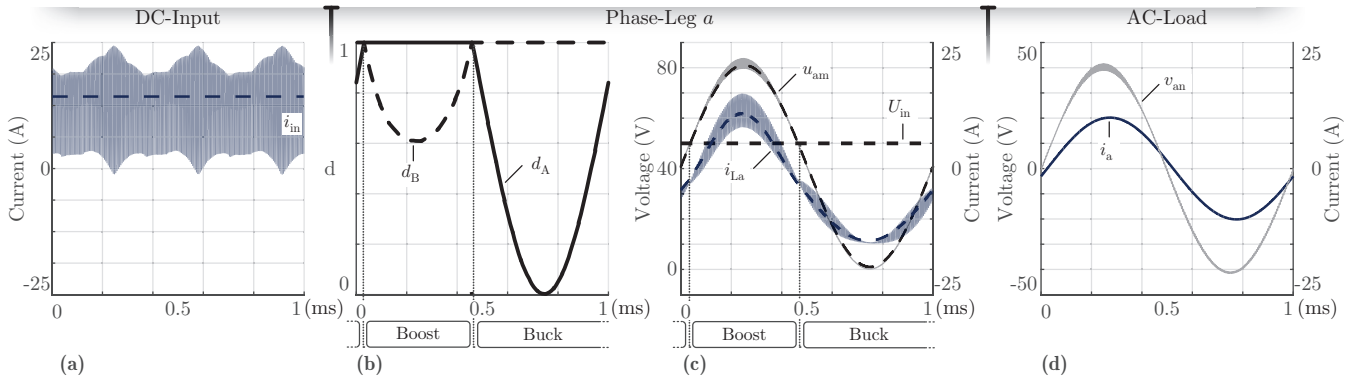 DC-Input
Phase-Leg a
AC-Load
25
0
-25
Current (A)
i_in
0
0.5
1 (ms)
(a)
1
d
0
d_B
d_A
0
0.5
1 (ms)
Boost
Buck
(b)
80
40
0
Voltage (V)
u_am
U_in
i_La
25
0
-25
Current (A)
0
0.5
1 (ms)
Boost
Buck
(c)
50
0
-50
Voltage (V)
v_an
i_a
25
0
-25
Current (A)
0
0.5
1 (ms)
(d)